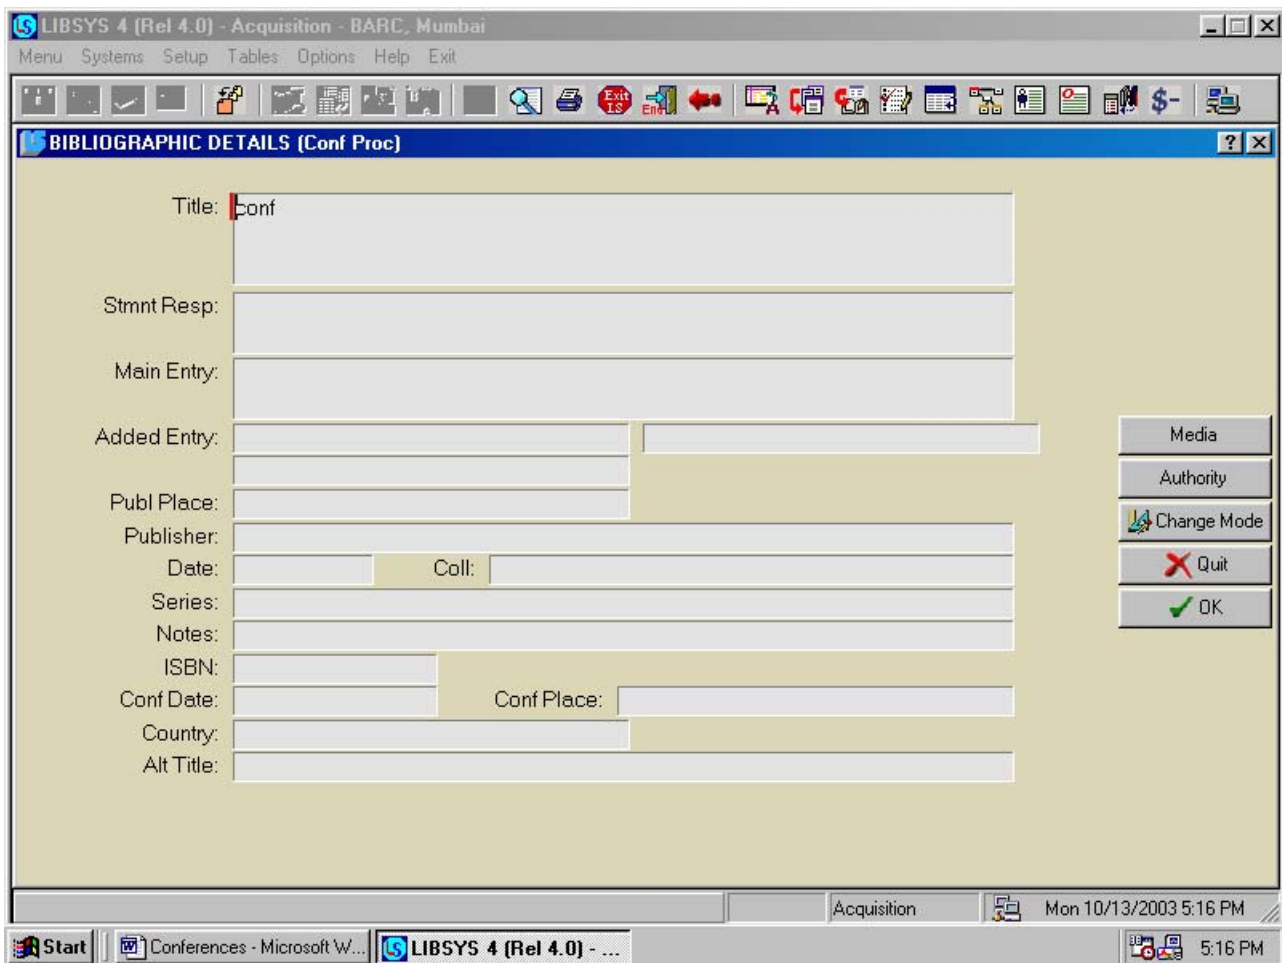 LIBSYS 4 (Rel 4.0) - Acquisition - BARC, Mumbai
Menu Systems Setup Tables Options Help Exit
Exit IS End $-
BIBLIOGRAPHIC DETAILS (Conf Proc)
Title: conf
Stmnt Resp:
Main Entry:
Added Entry:
Media
Authority
Publ Place:
Change Mode
Publisher:
Date: Coll:
Quit
Series:
OK
Notes:
ISBN:
Conf Date: Conf Place:
Country:
Alt Title:
Acquisition Mon 10/13/2003 5:16 PM
Start Conferences - Microsoft W... LIBSYS 4 (Rel 4.0) - ... 5:16 PM